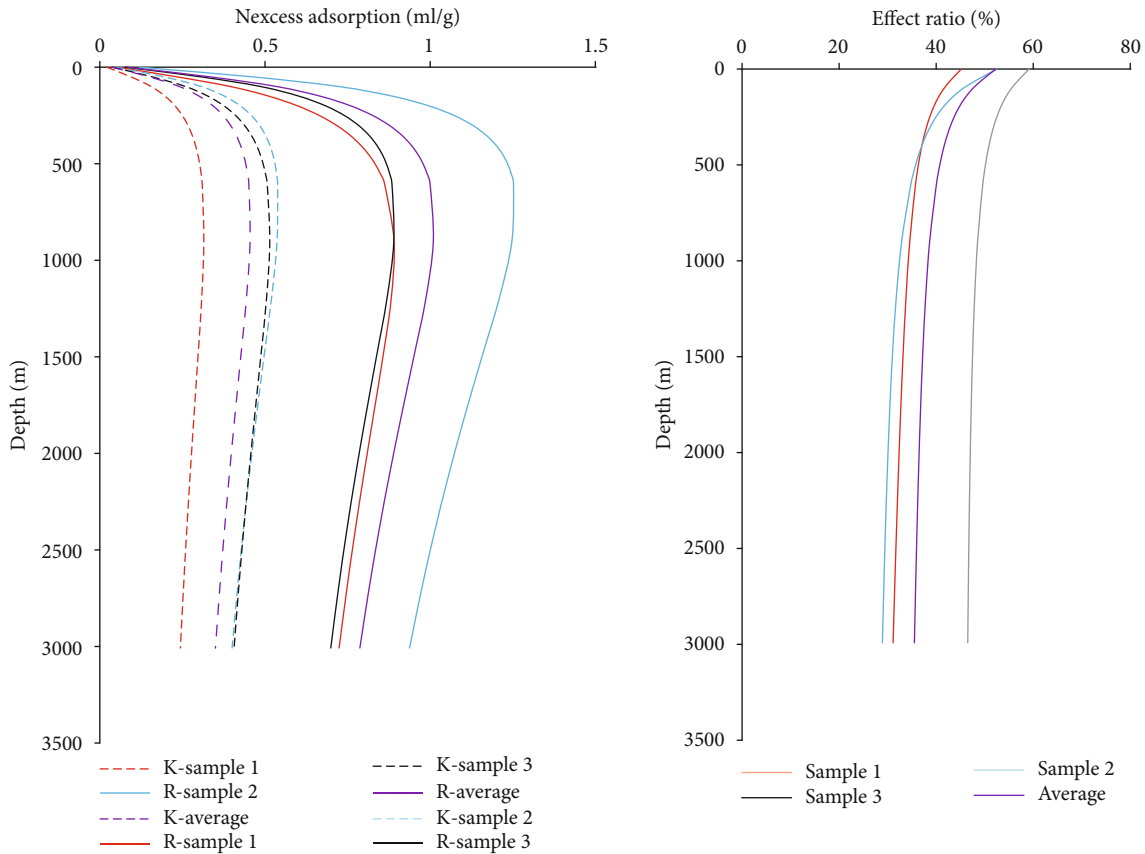 Nexcess adsorption (ml/g)
0 0.5 1 1.5
0
500
1000
1500
2000
2500
3000
3500
Depth (m)
K-sample 1
R-sample 2
K-average
R-sample 1
K-sample 3
R-average
K-sample 2
R-sample 3
Effect ratio (%)
0 20 40 60 80
0
500
1000
1500
2000
2500
3000
3500
Depth (m)
Sample 1
Sample 3
Sample 2
Average